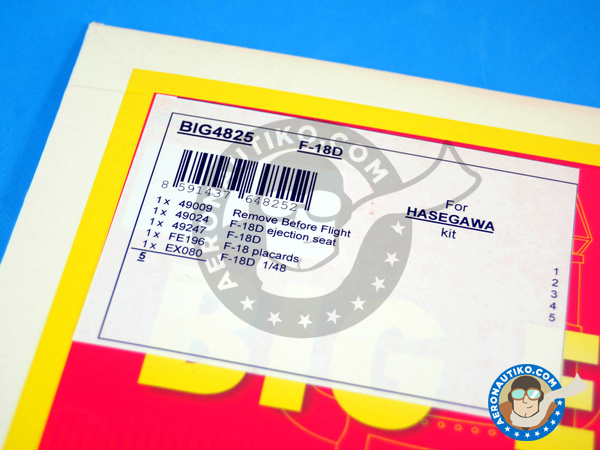 BIG4825 F-18D
8 591437 648252
For
HASEGAWA
kit
1x 49009 Remove Before Flight
1x 49024 F-18D ejection seat
1x 49247 F-18D
1x FE196 F-18 placards
1x EX080 F-18D 1/48
5
1
2
3
4
5
BIG E
AERONAUTIKO.COM
AERONAUTIKO.COM